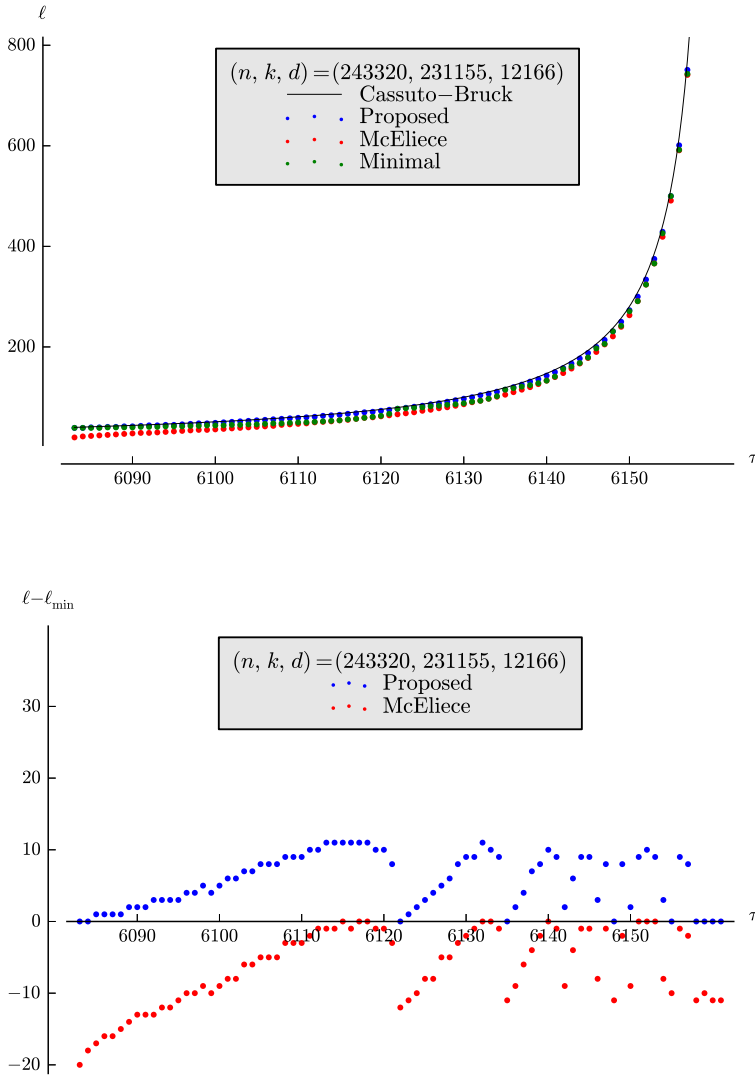 ℓ
800
600
400
200
(n, k, d)=(243320, 231155, 12166)
Cassuto−Bruck
Proposed
McEliece
Minimal
τ
6090 6100 6110 6120 6130 6140 6150
ℓ−ℓmin
(n, k, d)=(243320, 231155, 12166)
Proposed
McEliece
30
20
10
0
−10
−20
τ
6090 6100 6110 6120 6130 6140 6150